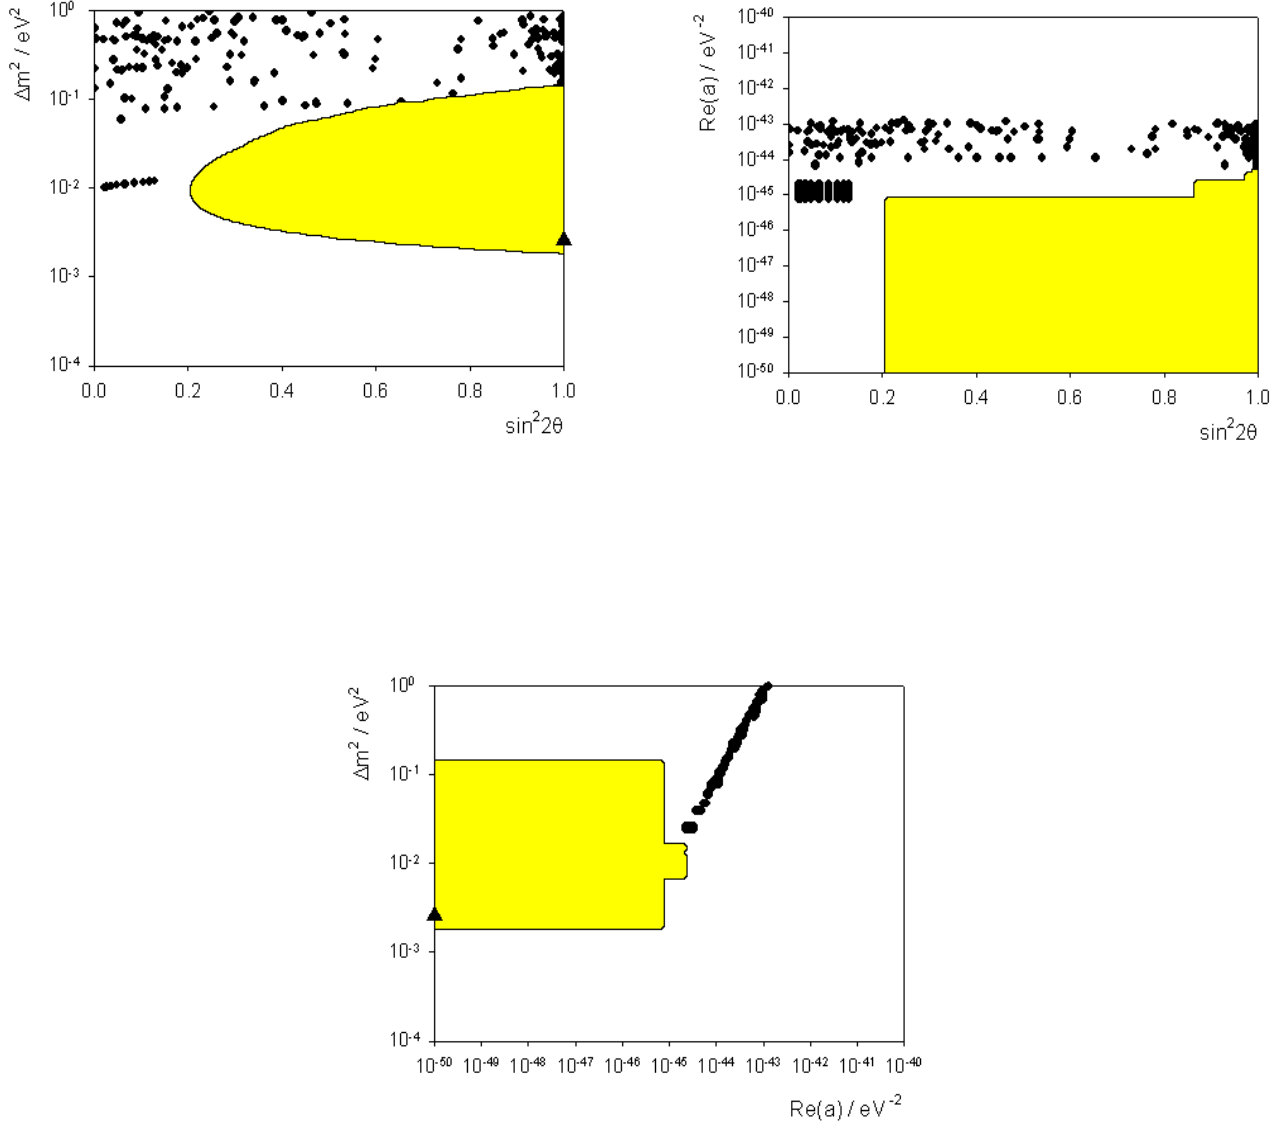 Δm² / eV²
10⁰
10⁻¹
10⁻²
10⁻³
10⁻⁴
0.0 0.2 0.4 0.6 0.8 1.0
sin²2θ
Re(a) / eV⁻²
10⁻⁴⁰
10⁻⁴¹
10⁻⁴²
10⁻⁴³
10⁻⁴⁴
10⁻⁴⁵
10⁻⁴⁶
10⁻⁴⁷
10⁻⁴⁸
10⁻⁴⁹
10⁻⁵⁰
0.0 0.2 0.4 0.6 0.8 1.0
sin²2θ
Δm² / eV²
10⁰
10⁻¹
10⁻²
10⁻³
10⁻⁴
10⁻⁵⁰ 10⁻⁴⁹ 10⁻⁴⁸ 10⁻⁴⁷ 10⁻⁴⁶ 10⁻⁴⁵ 10⁻⁴⁴ 10⁻⁴³ 10⁻⁴² 10⁻⁴¹ 10⁻⁴⁰
Re(a) / eV⁻²